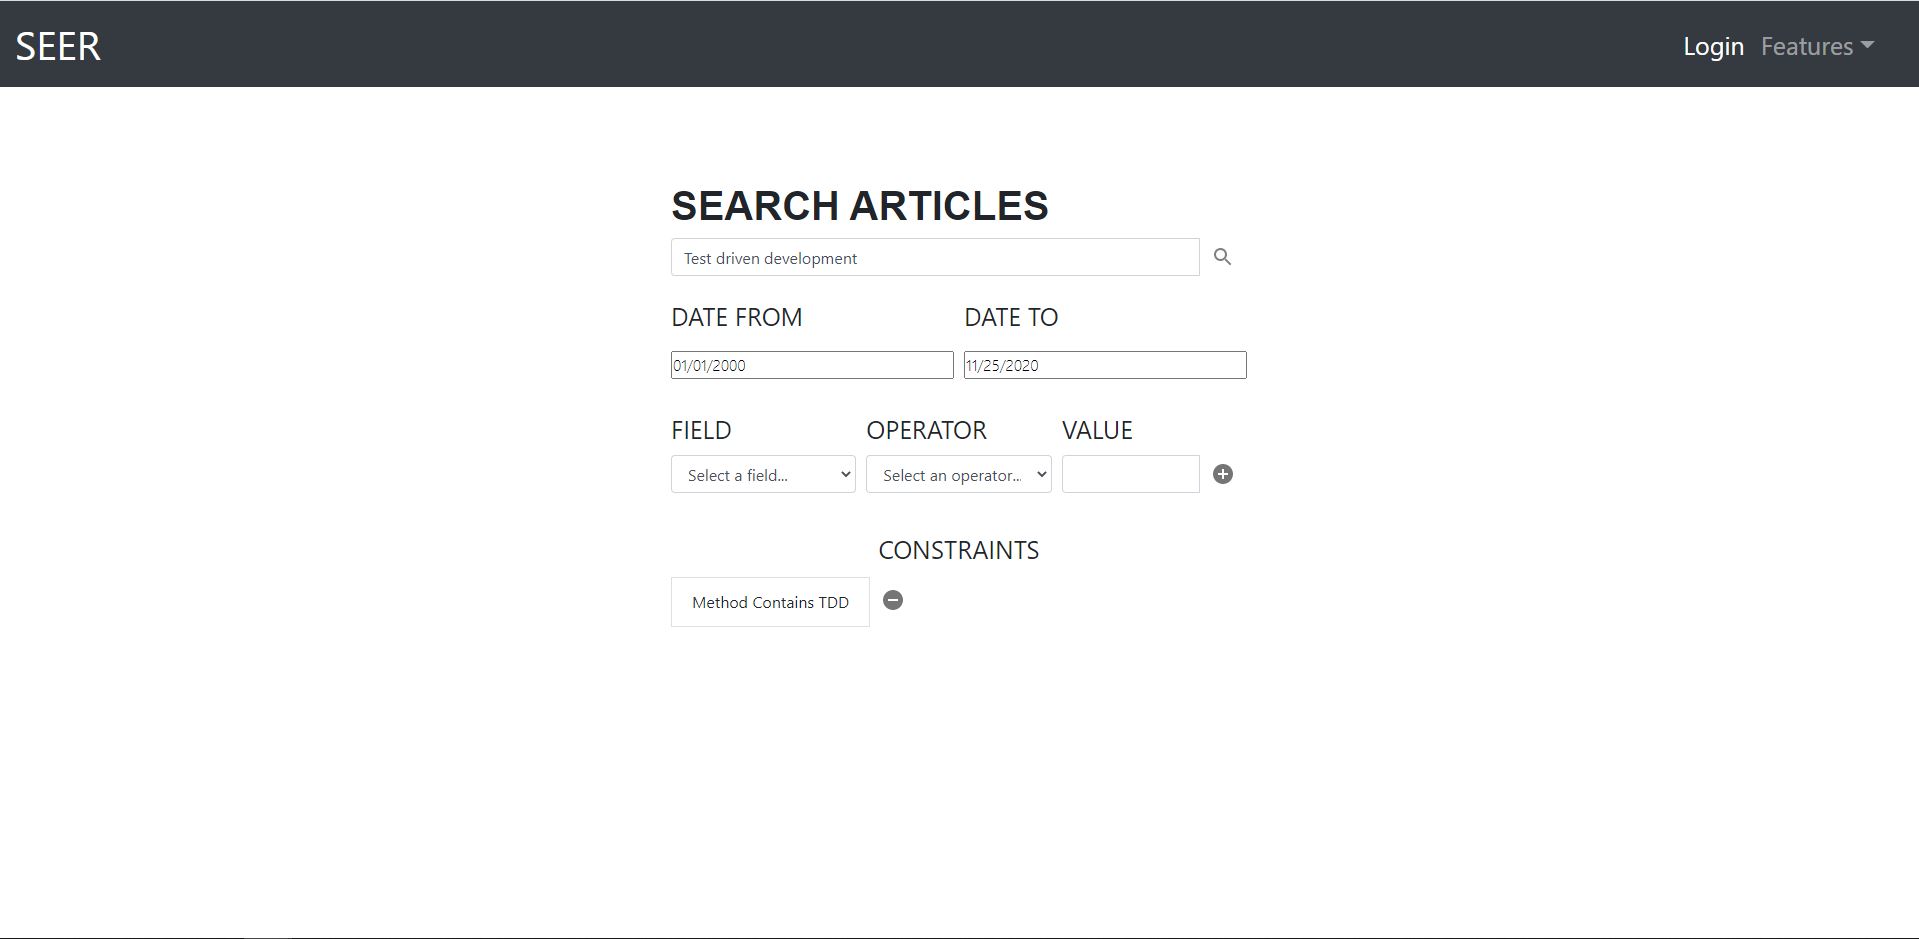 SEER
Login Features
SEARCH ARTICLES
Test driven development
DATE FROM DATE TO
01/01/2000 11/25/2020
FIELD OPERATOR VALUE
Select a field... Select an operator...
CONSTRAINTS
Method Contains TDD